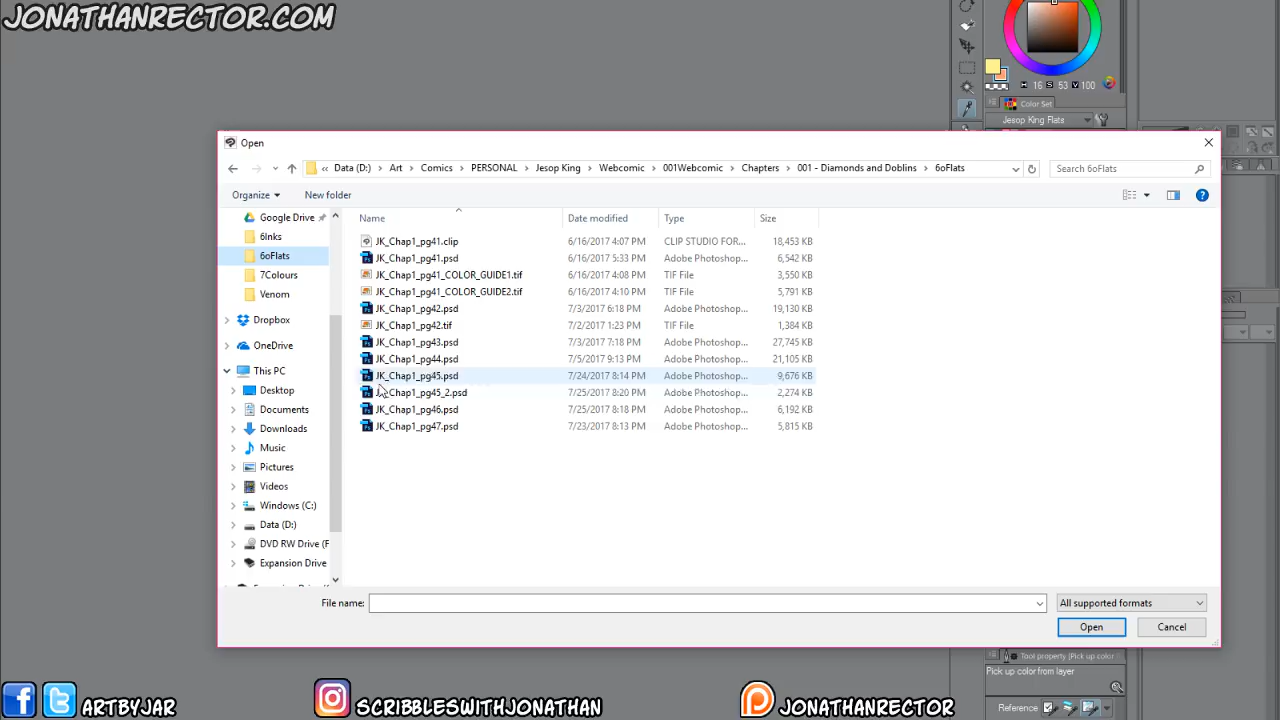 JONATHANRECTOR.COM
H 16 S 53 V 100
Color Set
Jesop King Flats
Open
« Data (D:) > Art > Comics > PERSONAL > Jesop King > Webcomic > 001Webcomic > Chapters > 001 - Diamonds and Doblins > 6oFlats
Search 6oFlats
Organize New folder
Name Date modified Type Size
Google Drive
6Inks
6oFlats
7Colours
Venom
Dropbox
OneDrive
This PC
Desktop
Documents
Downloads
Music
Pictures
Videos
Windows (C:)
Data (D:)
DVD RW Drive (F
Expansion Drive
JK_Chap1_pg41.clip 6/16/2017 4:07 PM CLIP STUDIO FOR... 18,453 KB
JK_Chap1_pg41.psd 6/16/2017 5:33 PM Adobe Photoshop... 6,542 KB
JK_Chap1_pg41_COLOR_GUIDE1.tif 6/16/2017 4:08 PM TIF File 3,550 KB
JK_Chap1_pg41_COLOR_GUIDE2.tif 6/16/2017 4:10 PM TIF File 5,791 KB
JK_Chap1_pg42.psd 7/3/2017 6:18 PM Adobe Photoshop... 19,130 KB
JK_Chap1_pg42.tif 7/2/2017 1:23 PM TIF File 1,384 KB
JK_Chap1_pg43.psd 7/3/2017 7:18 PM Adobe Photoshop... 27,745 KB
JK_Chap1_pg44.psd 7/5/2017 9:13 PM Adobe Photoshop... 21,105 KB
JK_Chap1_pg45.psd 7/24/2017 8:14 PM Adobe Photoshop... 9,676 KB
JK_Chap1_pg45_2.psd 7/25/2017 8:20 PM Adobe Photoshop... 2,274 KB
JK_Chap1_pg46.psd 7/25/2017 8:18 PM Adobe Photoshop... 6,192 KB
JK_Chap1_pg47.psd 7/23/2017 8:13 PM Adobe Photoshop... 5,815 KB
File name: All supported formats
Open Cancel
Tool property (Pick up color
Pick up color from layer
Reference
ARTBYJAR SCRIBBLESWITHJONATHAN JONATHANRECTOR